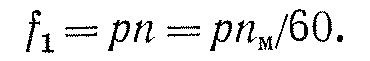 f₁ = pn = pnм/60.